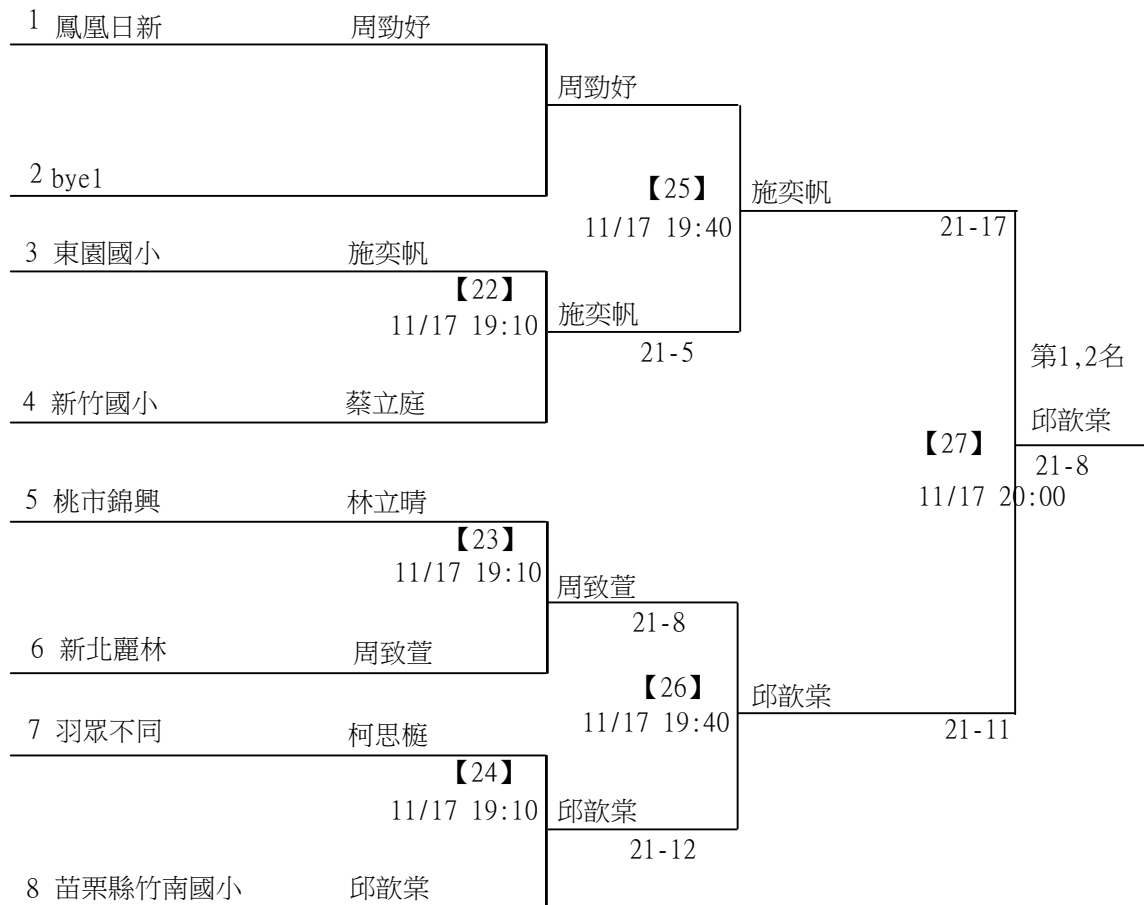 1 鳳凰日新 周勁妤
周勁妤
2 bye1
【25】
施奕帆
11/17 19:40
21-17
3 東園國小 施奕帆
【22】
11/17 19:10
施奕帆
21-5
第1,2名
4 新竹國小 蔡立庭
邱歆棠
【27】
21-8
11/17 20:00
5 桃市錦興 林立晴
【23】
11/17 19:10
周致萱
21-8
6 新北麗林 周致萱
【26】
邱歆棠
11/17 19:40
21-11
7 羽眾不同 柯思樾
【24】
11/17 19:10
邱歆棠
21-12
8 苗栗縣竹南國小 邱歆棠